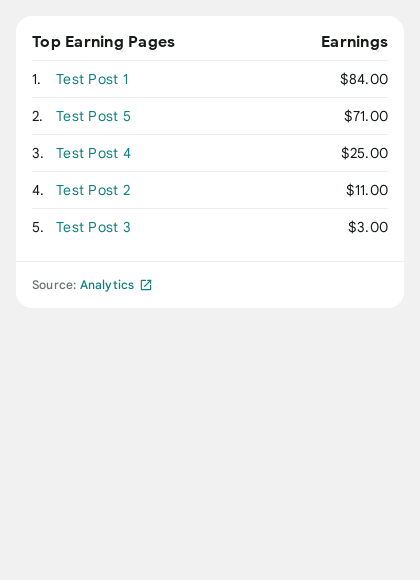 Top Earning Pages Earnings
1. Test Post 1 $84.00
2. Test Post 5 $71.00
3. Test Post 4 $25.00
4. Test Post 2 $11.00
5. Test Post 3 $3.00
Source: Analytics